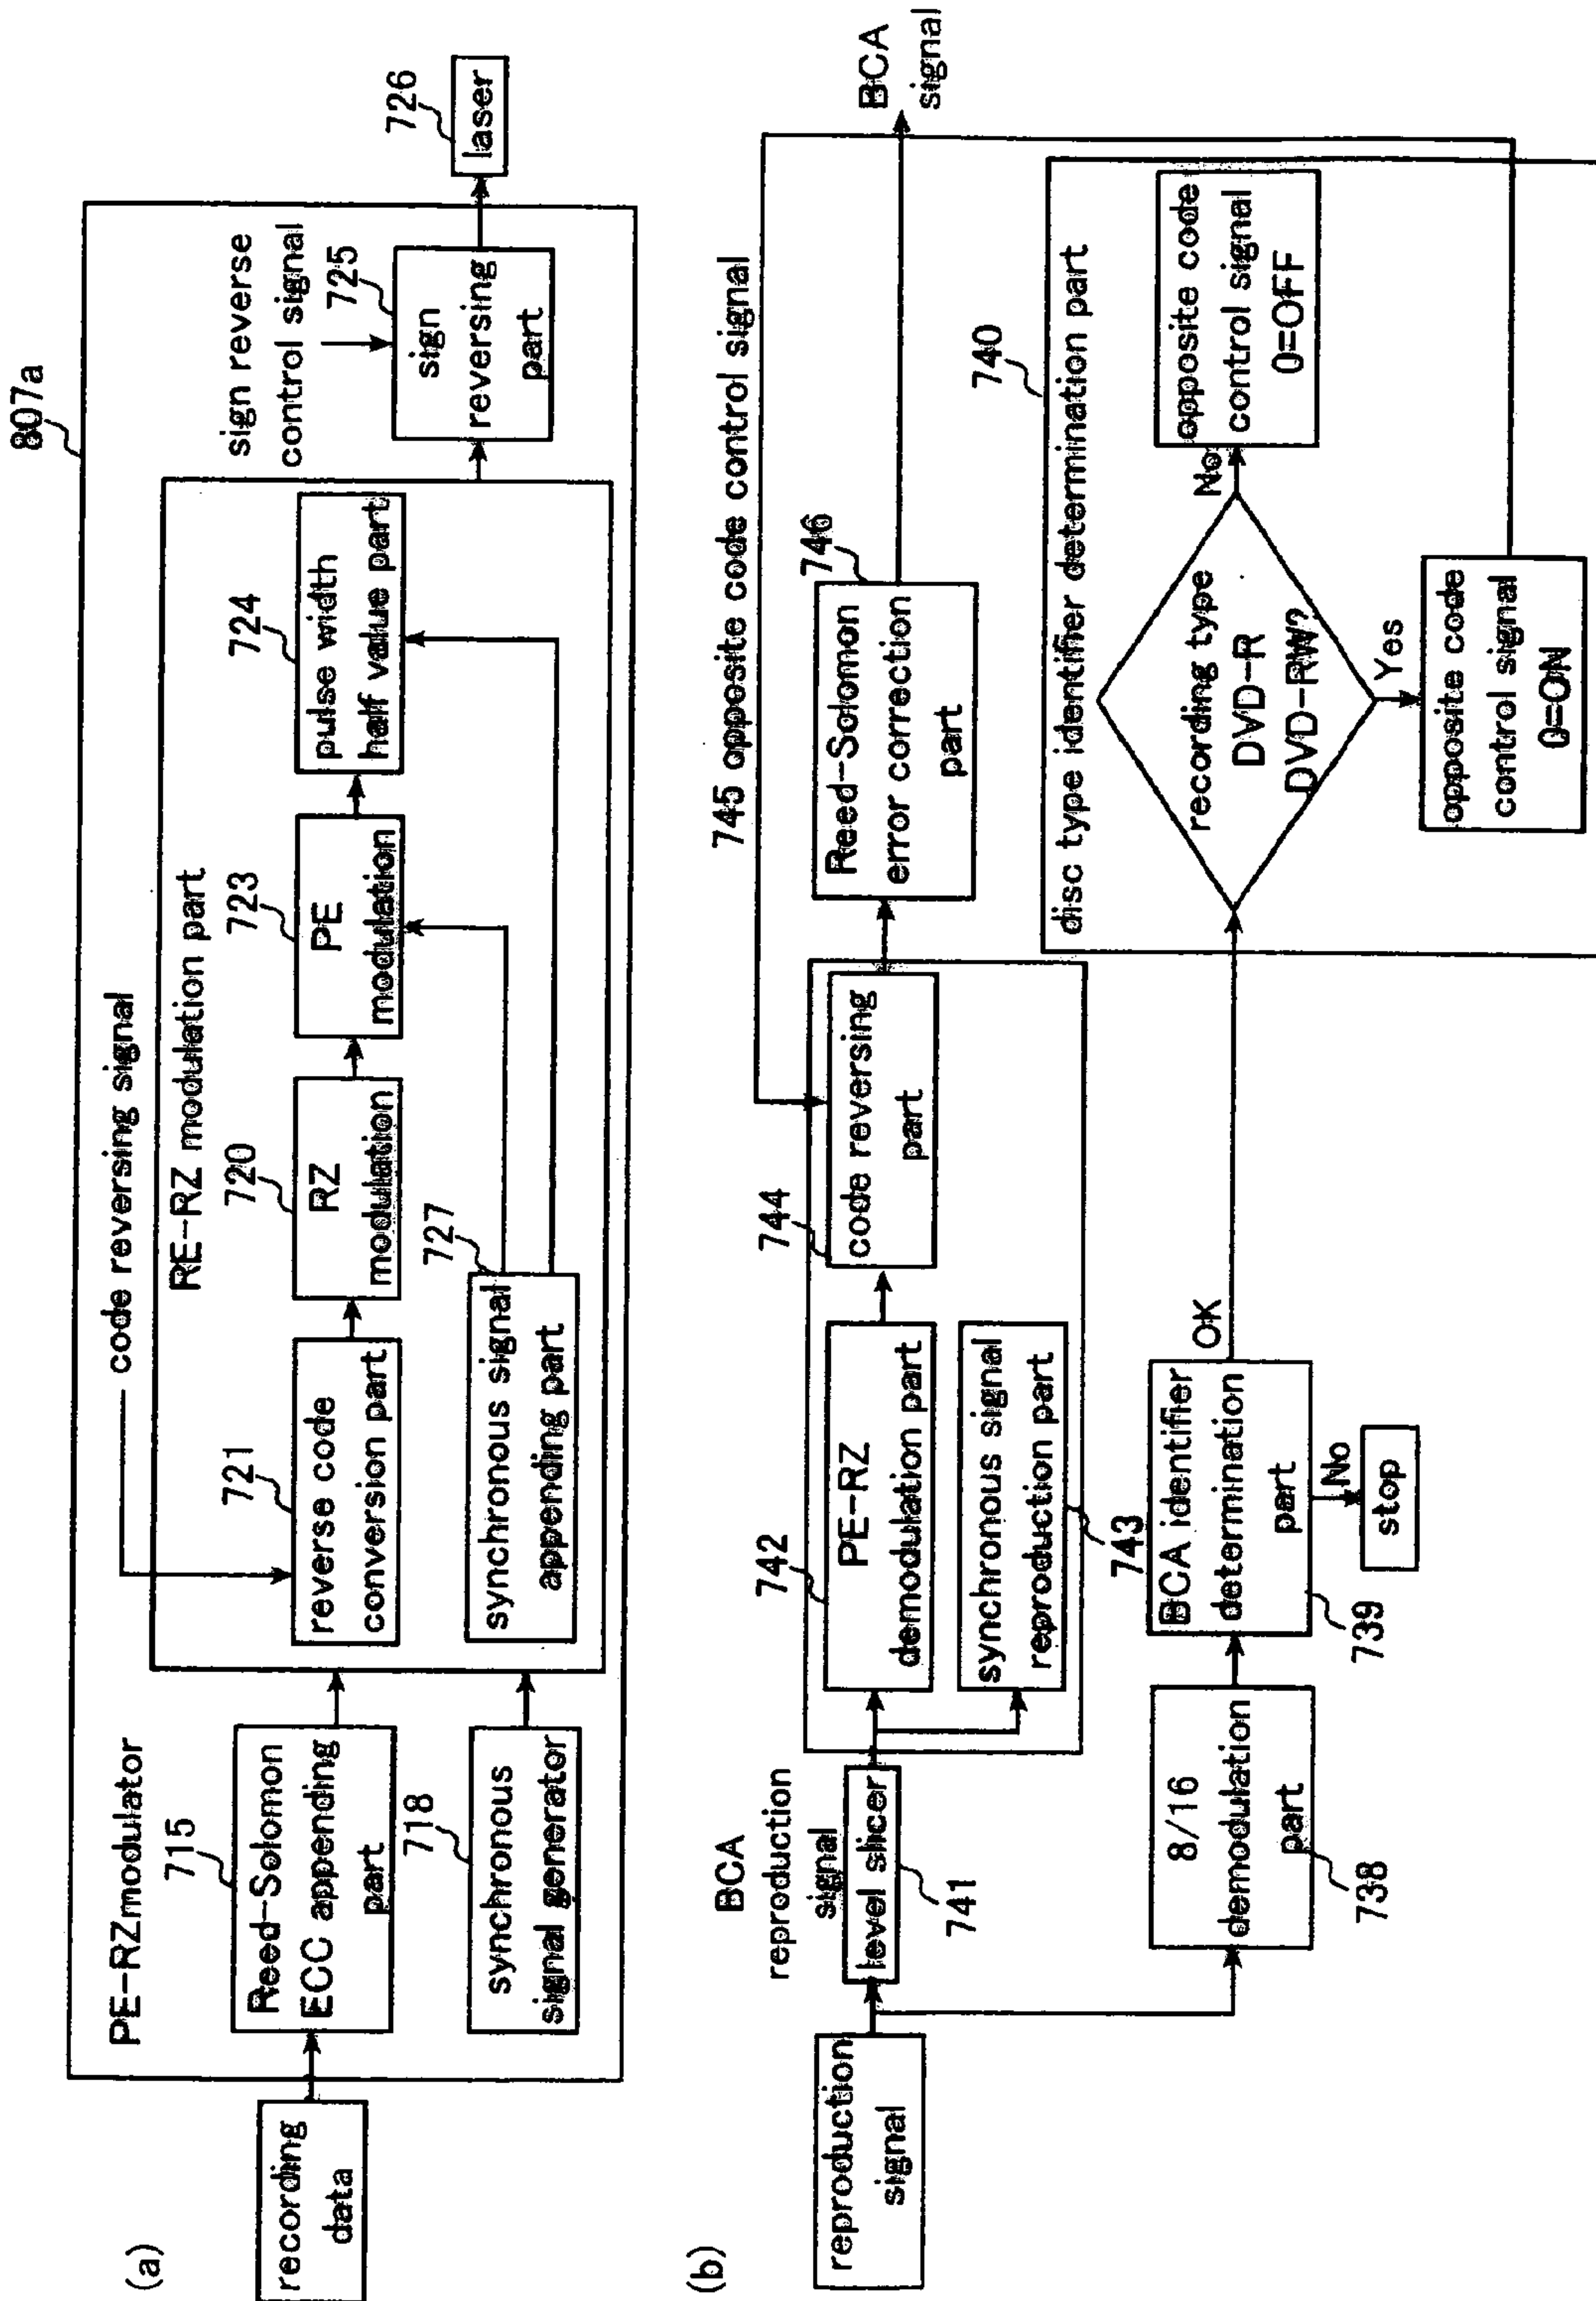 (a)
807a
PE-RZmodulator
code reversing signal
recording
data
715
Reed-Solomon
ECC appending
part
718
synchronous
signal generator
RE-RZ modulation part
721
reverse code
conversion part
720
RZ
modulation
723
PE
modulation
724
pulse width
half value part
727
synchronous signal
appending part
sign reverse
control signal
725
sign
reversing
part
726
laser
(b)
reproduction
signal
BCA
reproduction
signal
level slicer
741
742
PE-RZ
demodulation part
synchronous signal
reproduction part
743
744
code reversing
part
745 opposite code control signal
746
Reed-Solomon
error correction
part
BCA
signal
8/16
demodulation
part
738
BCA identifier
determination
part
739
OK
No
stop
740
disc type identifier determination part
recording type
DVD-R
DVD-RW?
No
opposite code
control signal
0=OFF
Yes
opposite code
control signal
0=ON